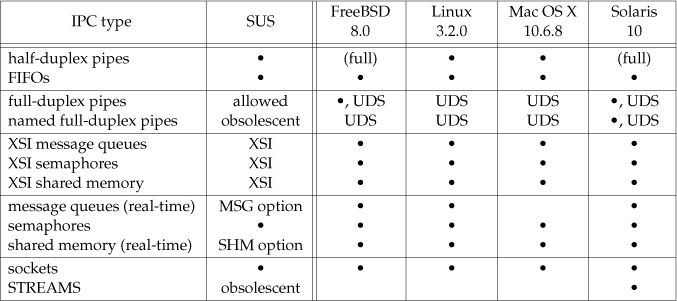 IPC type SUS FreeBSD 8.0 Linux 3.2.0 Mac OS X 10.6.8 Solaris 10
half-duplex pipes • (full) • • (full)
FIFOs • • • • •
full-duplex pipes allowed •, UDS UDS UDS •, UDS
named full-duplex pipes obsolescent UDS UDS UDS •, UDS
XSI message queues XSI • • • •
XSI semaphores XSI • • • •
XSI shared memory XSI • • • •
message queues (real-time) MSG option • • •
semaphores • • • • •
shared memory (real-time) SHM option • • • •
sockets • • • • •
STREAMS obsolescent •